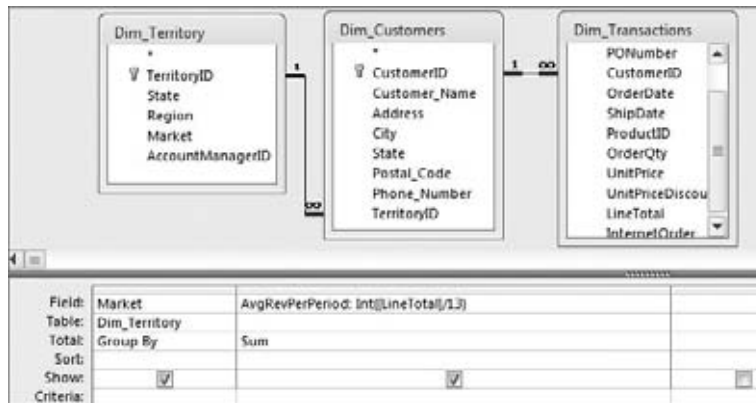 Dim_Territory
*
TerritoryID
State
Region
Market
AccountManagerID
1
∞
Dim_Customers
*
CustomerID
Customer_Name
Address
City
State
Postal_Code
Phone_Number
TerritoryID
1
∞
Dim_Transactions
PONumber
CustomerID
OrderDate
ShipDate
ProductID
OrderQty
UnitPrice
UnitPriceDiscou
LineTotal
InternetOrder
Field: Market AvgRevPerPeriod: Int([LineTotal]/13)
Table: Dim_Territory
Total: Group By Sum
Sort:
Show:
Criteria: